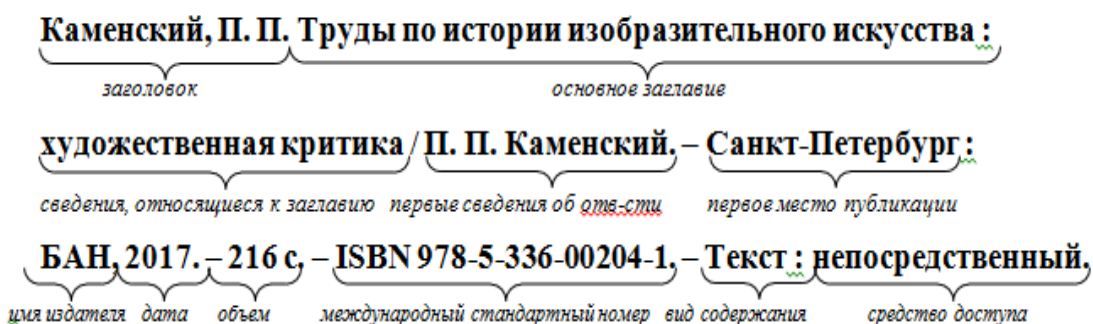 Каменский, П. П. Труды по истории изобразительного искусства :
заголовок основное заглавие
художественная критика / П. П. Каменский. – Санкт-Петербург :
сведения, относящиеся к заглавию первые сведения об отв-сти первое место публикации
БАН, 2017. – 216 с. – ISBN 978-5-336-00204-1. – Текст : непосредственный.
имя издателя дата объем международный стандартный номер вид содержания средство доступа